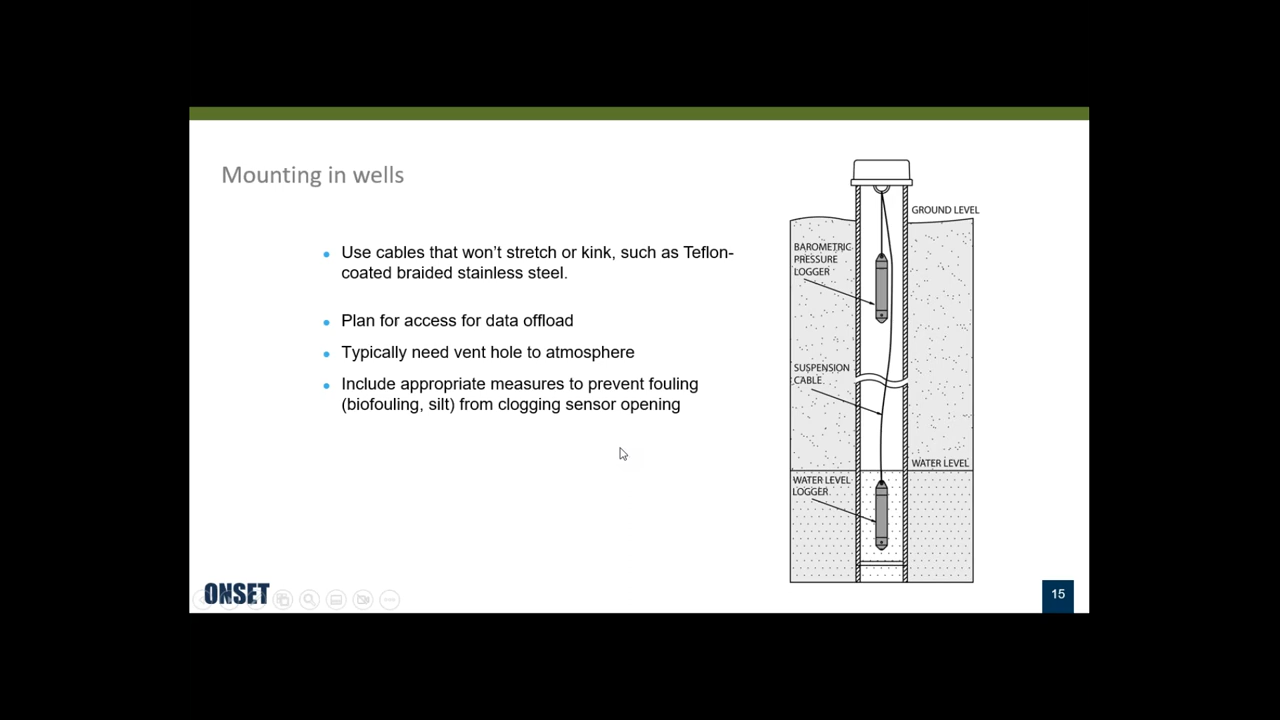 Mounting in wells
Use cables that won’t stretch or kink, such as Teflon-
coated braided stainless steel.
Plan for access for data offload
Typically need vent hole to atmosphere
Include appropriate measures to prevent fouling
(biofouling, silt) from clogging sensor opening
GROUND LEVEL
BAROMETRIC
PRESSURE
LOGGER
SUSPENSION
CABLE
WATER LEVEL
WATER LEVEL
LOGGER
ONSET
15